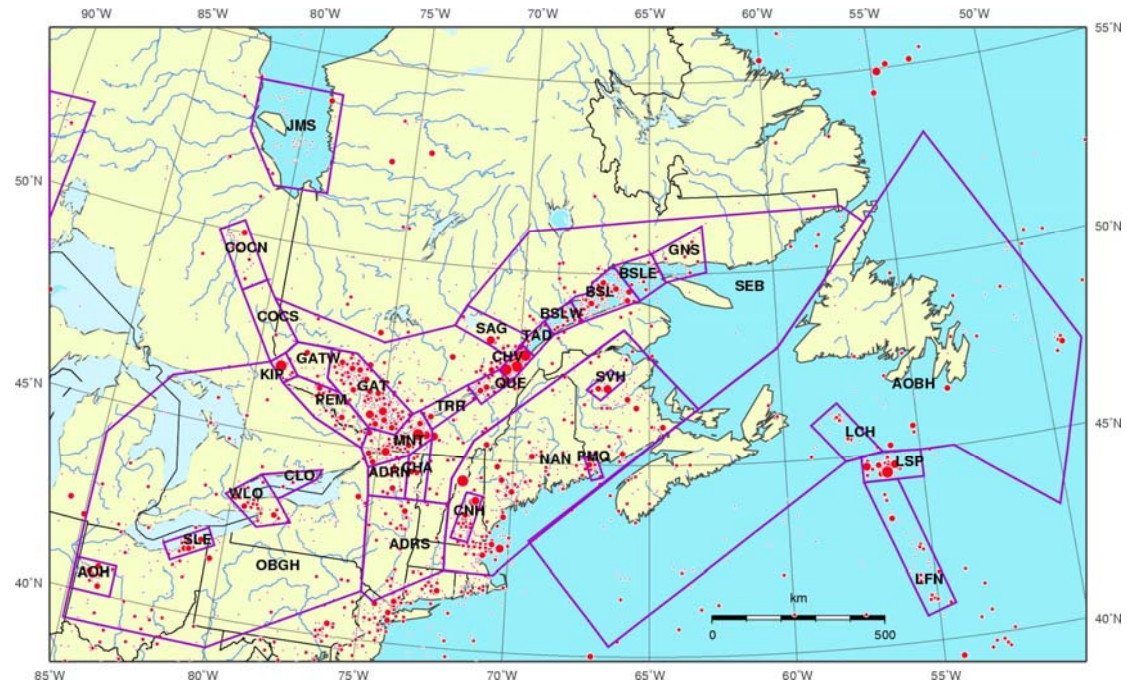 90˚W 85˚W 80˚W 75˚W 70˚W 65˚W 60˚W 55˚W 50˚W
55˚N 55˚N
JMS
50˚N 50˚N
COCN GNS
BSLE
BSL SEB
COCS BSLW
SAG TAD
GATW CHV
KIP SVH
GAT QUE AOBH
PEM
45˚N TRR 45˚N
LCH
MNT
NAN PMQ LSP
ADRN CHA
CLO
WLO
CNH
SLE ADRS
OBGH
AOH LFN
40˚N km 40˚N
0 500
85˚W 80˚W 75˚W 70˚W 65˚W 60˚W 55˚W